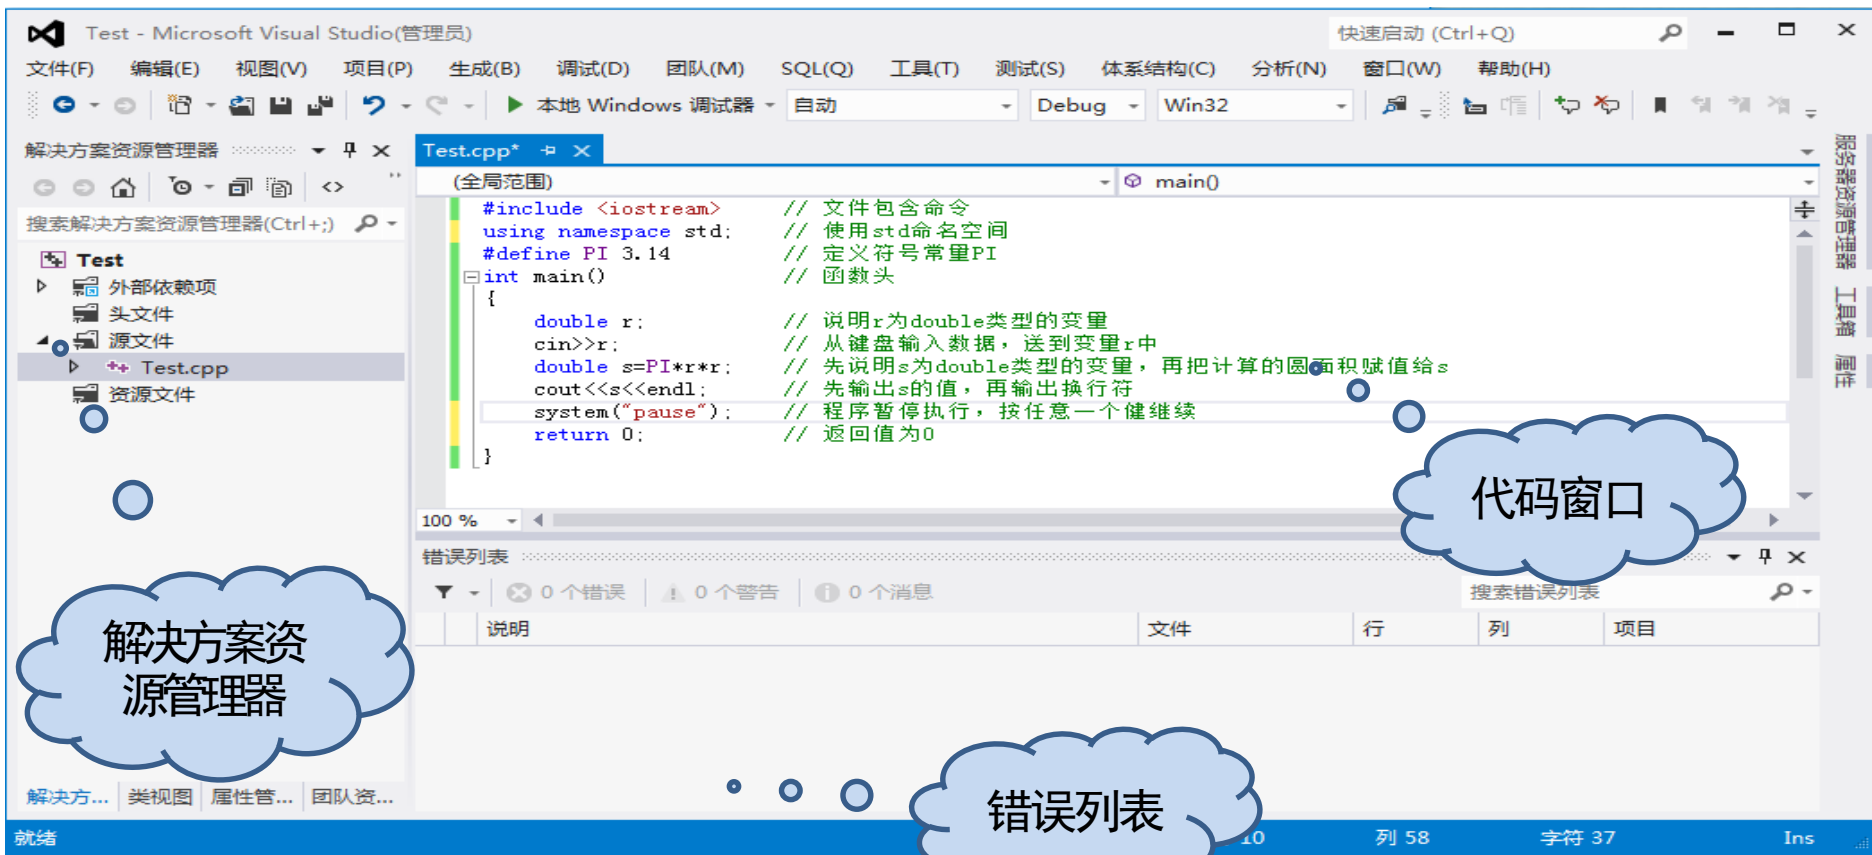 Test - Microsoft Visual Studio(管理员)
快速启动 (Ctrl+Q)
文件(F) 编辑(E) 视图(V) 项目(P) 生成(B) 调试(D) 团队(M) SQL(Q) 工具(T) 测试(S) 体系结构(C) 分析(N) 窗口(W) 帮助(H)
本地 Windows 调试器 自动 Debug Win32
解决方案资源管理器
搜索解决方案资源管理器(Ctrl+;)
Test
外部依赖项
头文件
源文件
Test.cpp
资源文件
解决方案资
源管理器
解决方... 类视图 属性管... 团队资...
Test.cpp*
(全局范围) main()
#include <iostream> // 文件包含命令
using namespace std; // 使用std命名空间
#define PI 3.14 // 定义符号常量PI
int main() // 函数头
{
double r; // 说明r为double类型的变量
cin>>r; // 从键盘输入数据，送到变量r中
double s=PI*r*r; // 先说明s为double类型的变量，再把计算的圆面积赋值给s
cout<<s<<endl; // 先输出s的值，再输出换行符
system("pause"); // 程序暂停执行，按任意一个健继续
return 0; // 返回值为0
}
代码窗口
100 %
错误列表
0 个错误 0 个警告 0 个消息
搜索错误列表
说明 文件 行 列 项目
错误列表
服务器资源管理器
工具箱
属性
就绪 10 列 58 字符 37 Ins